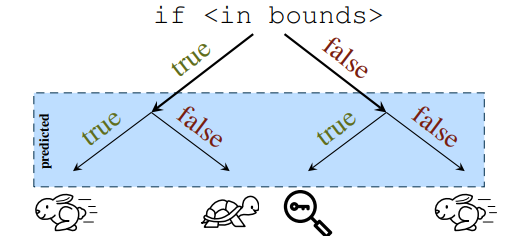 if <in bounds>
true
false
predicted
true
false
true
false